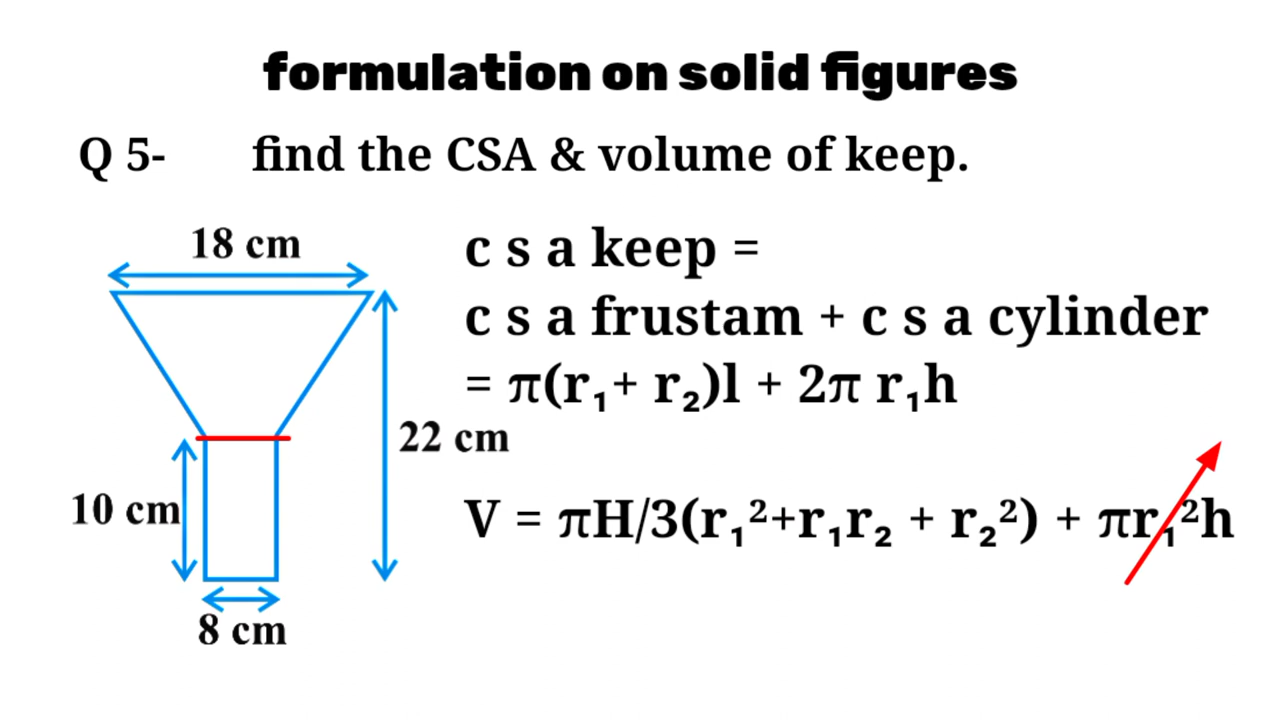 formulation on solid figures
Q 5- find the CSA & volume of keep.
18 cm
c s a keep =
c s a frustam + c s a cylinder
= π(r₁+ r₂)l + 2π r₁h
22 cm
10 cm
V = πH/3(r₁²+r₁r₂ + r₂²) + πr₁²h
8 cm